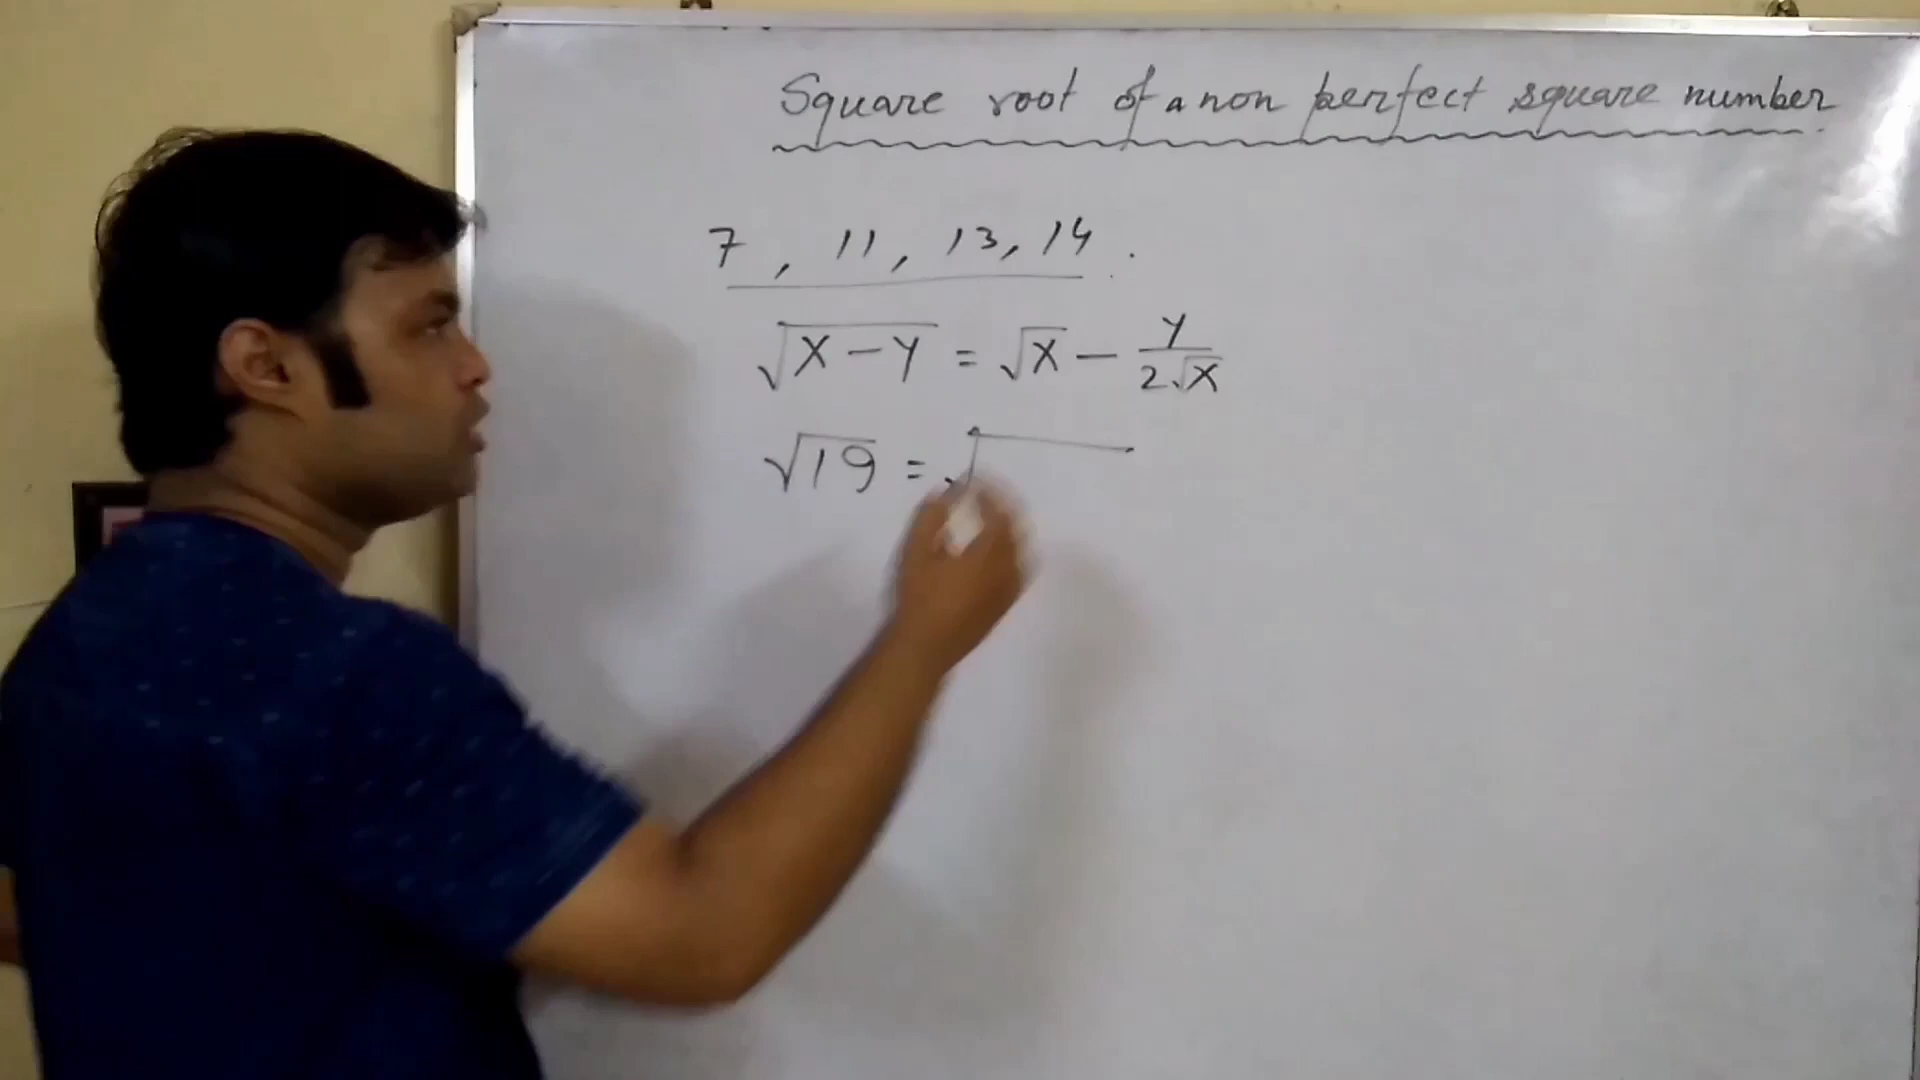 Square root of a non perfect square number
7 , 11 , 13 , 14 .
√(X − Y) = √X − Y/(2√X)
√19 = √